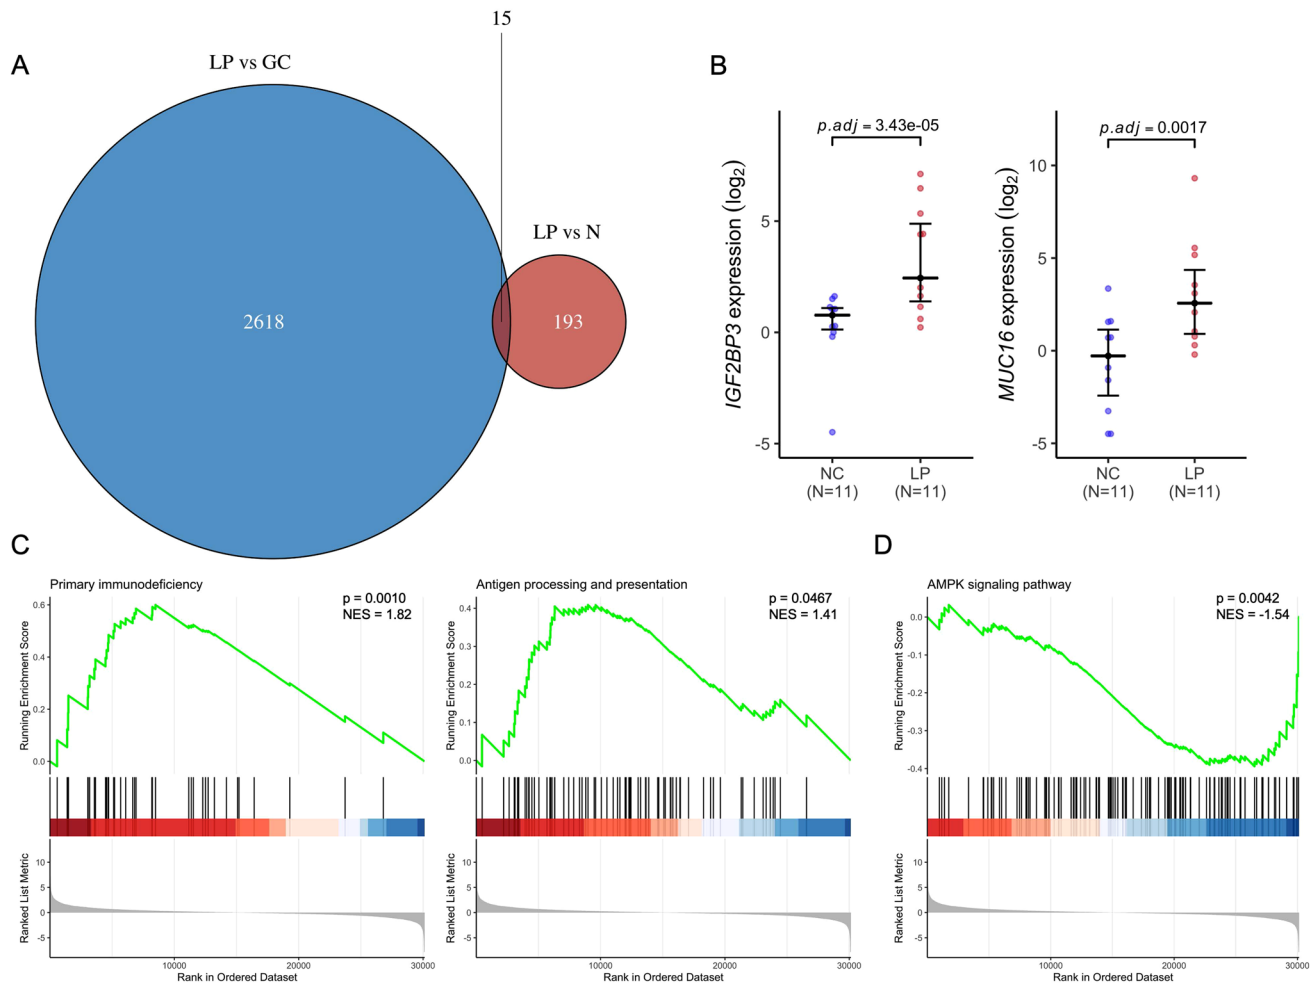 15
A
LP vs GC
2618
LP vs N
193
B
p.adj = 3.43e-05
IGF2BP3 expression (log2)
5
0
-5
NC
(N=11)
LP
(N=11)
p.adj = 0.0017
MUC16 expression (log2)
10
5
0
-5
NC
(N=11)
LP
(N=11)
C
Primary immunodeficiency
p = 0.0010
NES = 1.82
Running Enrichment Score
0.6
0.4
0.2
0.0
Ranked List Metric
10
5
0
-5
10000
20000
30000
Rank in Ordered Dataset
Antigen processing and presentation
p = 0.0467
NES = 1.41
Running Enrichment Score
0.4
0.3
0.2
0.1
0.0
Ranked List Metric
10
5
0
-5
10000
20000
30000
Rank in Ordered Dataset
D
AMPK signaling pathway
p = 0.0042
NES = -1.54
Running Enrichment Score
0.0
-0.1
-0.2
-0.3
-0.4
Ranked List Metric
10
5
0
-5
10000
20000
30000
Rank in Ordered Dataset